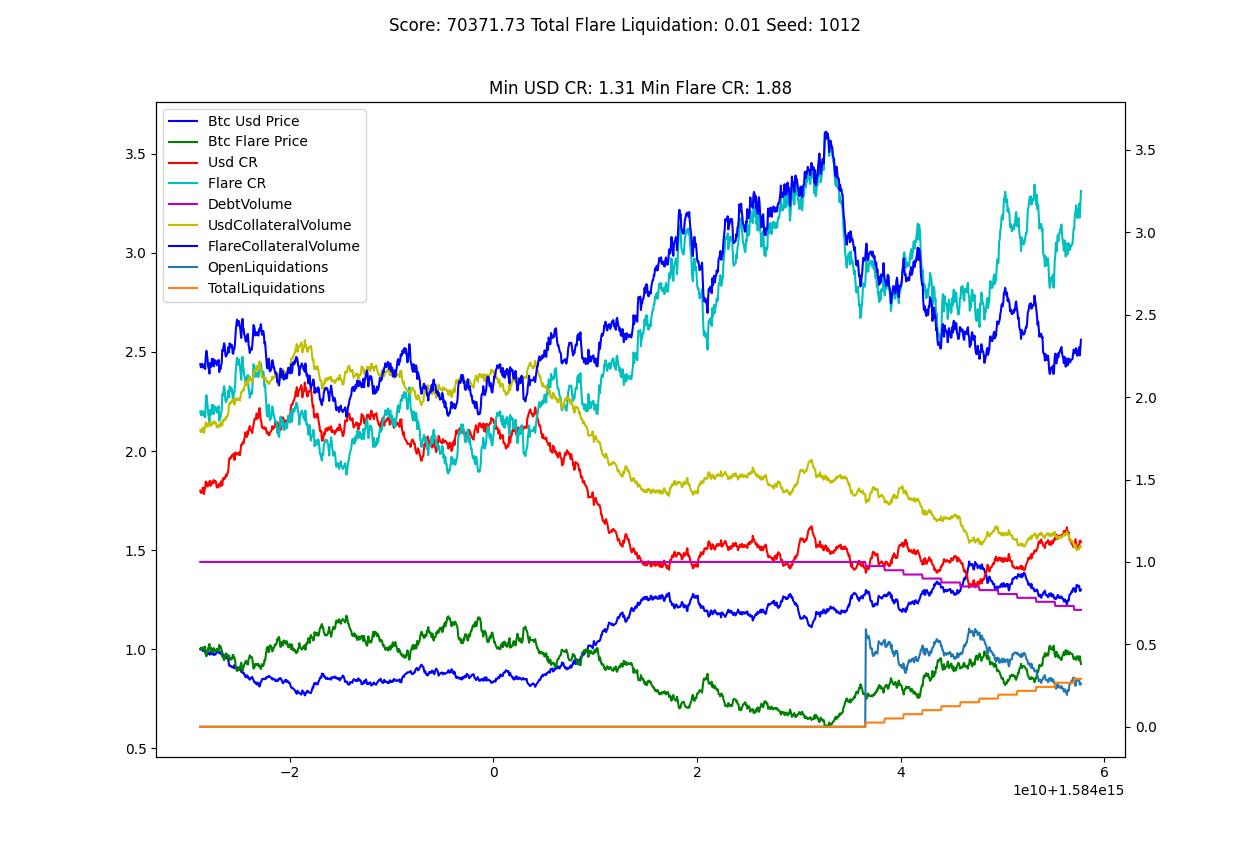 Score: 70371.73 Total Flare Liquidation: 0.01 Seed: 1012
Min USD CR: 1.31 Min Flare CR: 1.88
Btc Usd Price
Btc Flare Price
Usd CR
Flare CR
DebtVolume
UsdCollateralVolume
FlareCollateralVolume
OpenLiquidations
TotalLiquidations
3.5
3.0
2.5
2.0
1.5
1.0
0.5
3.5
3.0
2.5
2.0
1.5
1.0
0.5
0.0
−2
0
2
4
6
1e10+1.584e15